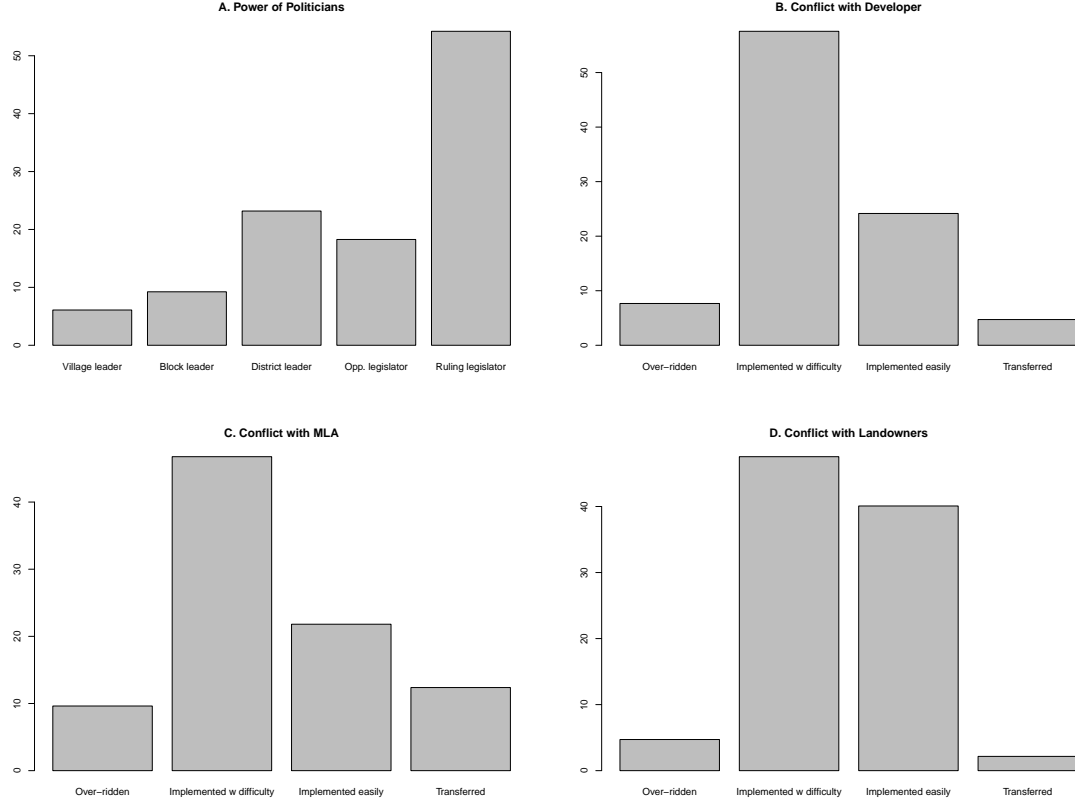 A. Power of Politicians
50
40
30
20
10
0
Village leader Block leader District leader Opp. legislator Ruling legislator
B. Conflict with Developer
50
40
30
20
10
0
Over−ridden Implemented w difficulty Implemented easily Transferred
C. Conflict with MLA
40
30
20
10
0
Over−ridden Implemented w difficulty Implemented easily Transferred
D. Conflict with Landowners
40
30
20
10
0
Over−ridden Implemented w difficulty Implemented easily Transferred